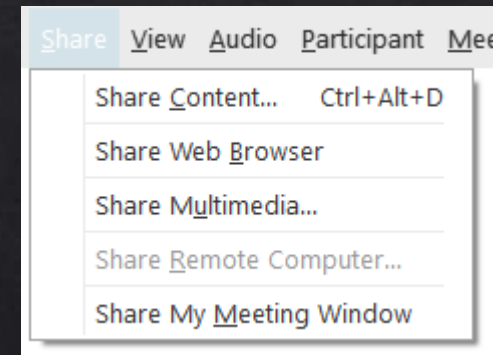 Share View Audio Participant Mee
Share Content... Ctrl+Alt+D
Share Web Browser
Share Multimedia...
Share Remote Computer...
Share My Meeting Window